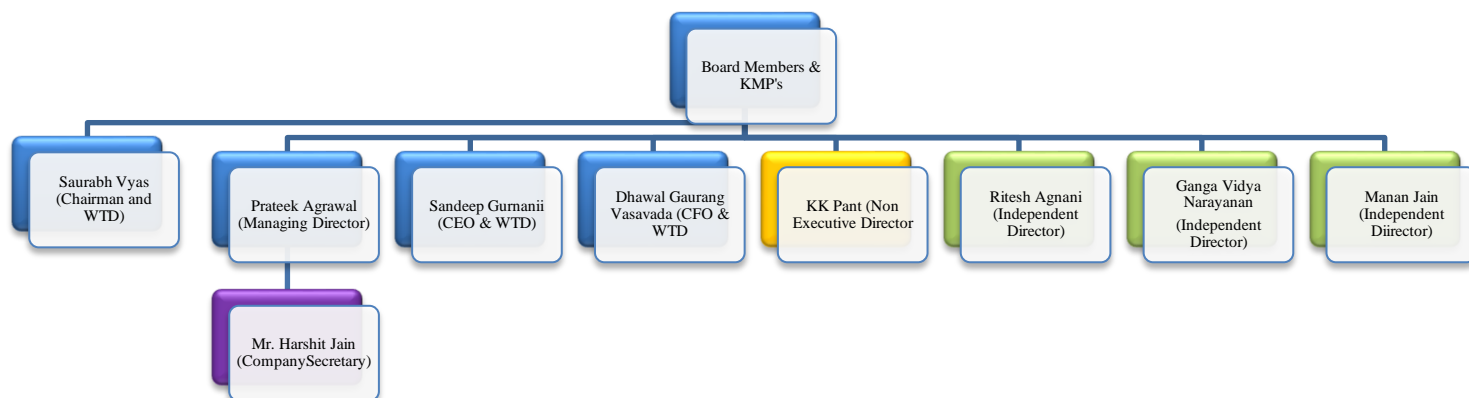 Board Members &
KMP's
Saurabh Vyas
(Chairman and
WTD)
Prateek Agrawal
(Managing Director)
Sandeep Gurnanii
(CEO & WTD)
Dhawal Gaurang
Vasavada (CFO &
WTD
KK Pant (Non
Executive Director
Ritesh Agnani
(Independent
Director)
Ganga Vidya
Narayanan
(Independent
Director)
Manan Jain
(Independent
Diirector)
Mr. Harshit Jain
(CompanySecretary)